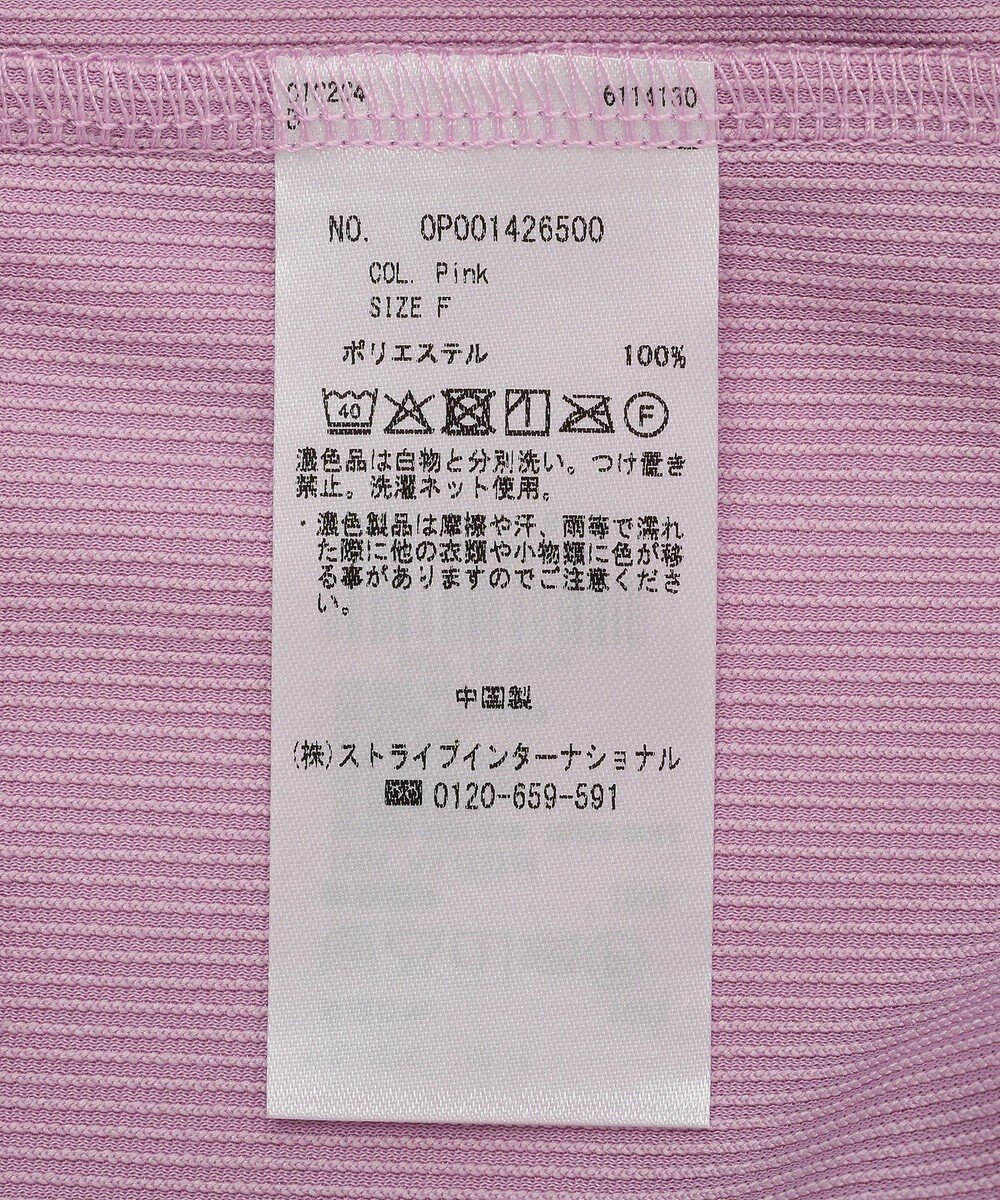 6114130
NO. OP001426500
COL. Pink
SIZE F
ポリエステル 100%
40
F
濃色品は白物と分別洗い。つけ置き
禁止。洗濯ネット使用。
・濃色製品は摩擦や汗、雨等で濡れ
た際に他の衣類や小物類に色が移
る事がありますのでご注意くださ
い。
中国製
(株)ストライプインターナショナル
0120-659-591